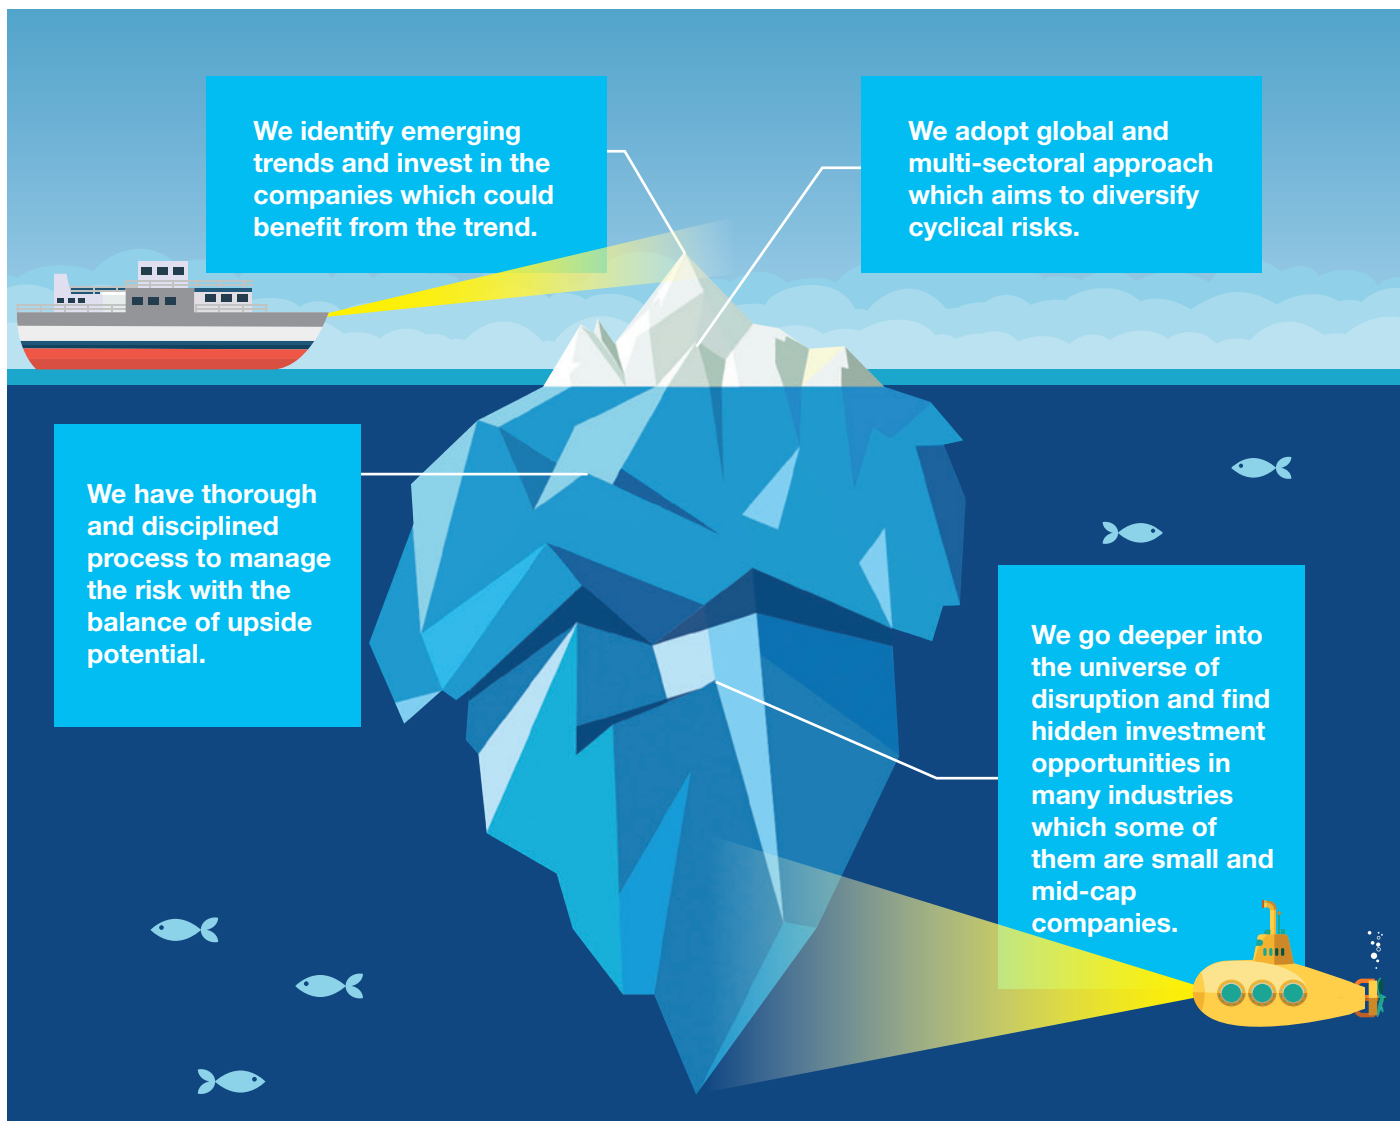 We identify emerging
trends and invest in the
companies which could
benefit from the trend.
We adopt global and
multi-sectoral approach
which aims to diversify
cyclical risks.
We have thorough
and disciplined
process to manage
the risk with the
balance of upside
potential.
We go deeper into
the universe of
disruption and find
hidden investment
opportunities in
many industries
which some of
them are small and
mid-cap
companies.